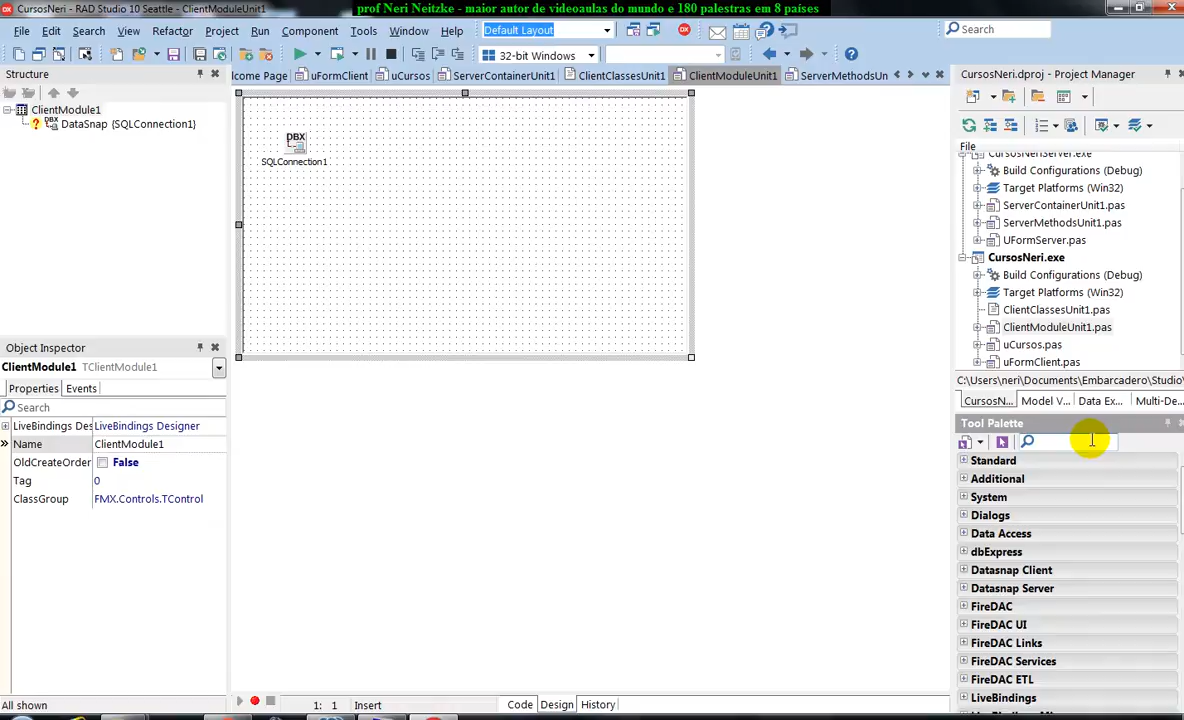 CursosNeri - RAD Studio 10 Seattle - ClientModuleUnit1
prof Neri Neitzke - maior autor de videoaulas do mundo e 180 palestras em 8 países
File Edit Search View Refactor Project Run Component Tools Window Help
Default Layout
Search
32-bit Windows
Structure
ClientModule1
DataSnap {SQLConnection1}
lcome Page
uFormClient
uCursos
ServerContainerUnit1
ClientClassesUnit1
ClientModuleUnit1
ServerMethodsUn
DBX
SQLConnection1
CursosNeri.dproj - Project Manager
File
CursosNeriServer.exe
Build Configurations (Debug)
Target Platforms (Win32)
ServerContainerUnit1.pas
ServerMethodsUnit1.pas
UFormServer.pas
CursosNeri.exe
Build Configurations (Debug)
Target Platforms (Win32)
ClientClassesUnit1.pas
ClientModuleUnit1.pas
uCursos.pas
uFormClient.pas
C:\Users\neri\Documents\Embarcadero\Studio\
CursosN... Model V... Data Ex... Multi-De...
Object Inspector
ClientModule1 TClientModule1
Properties Events
Search
LiveBindings Des LiveBindings Designer
Name ClientModule1
OldCreateOrder False
Tag 0
ClassGroup FMX.Controls.TControl
All shown
Tool Palette
Standard
Additional
System
Dialogs
Data Access
dbExpress
Datasnap Client
Datasnap Server
FireDAC
FireDAC UI
FireDAC Links
FireDAC Services
FireDAC ETL
LiveBindings
1: 1 Insert
Code Design History